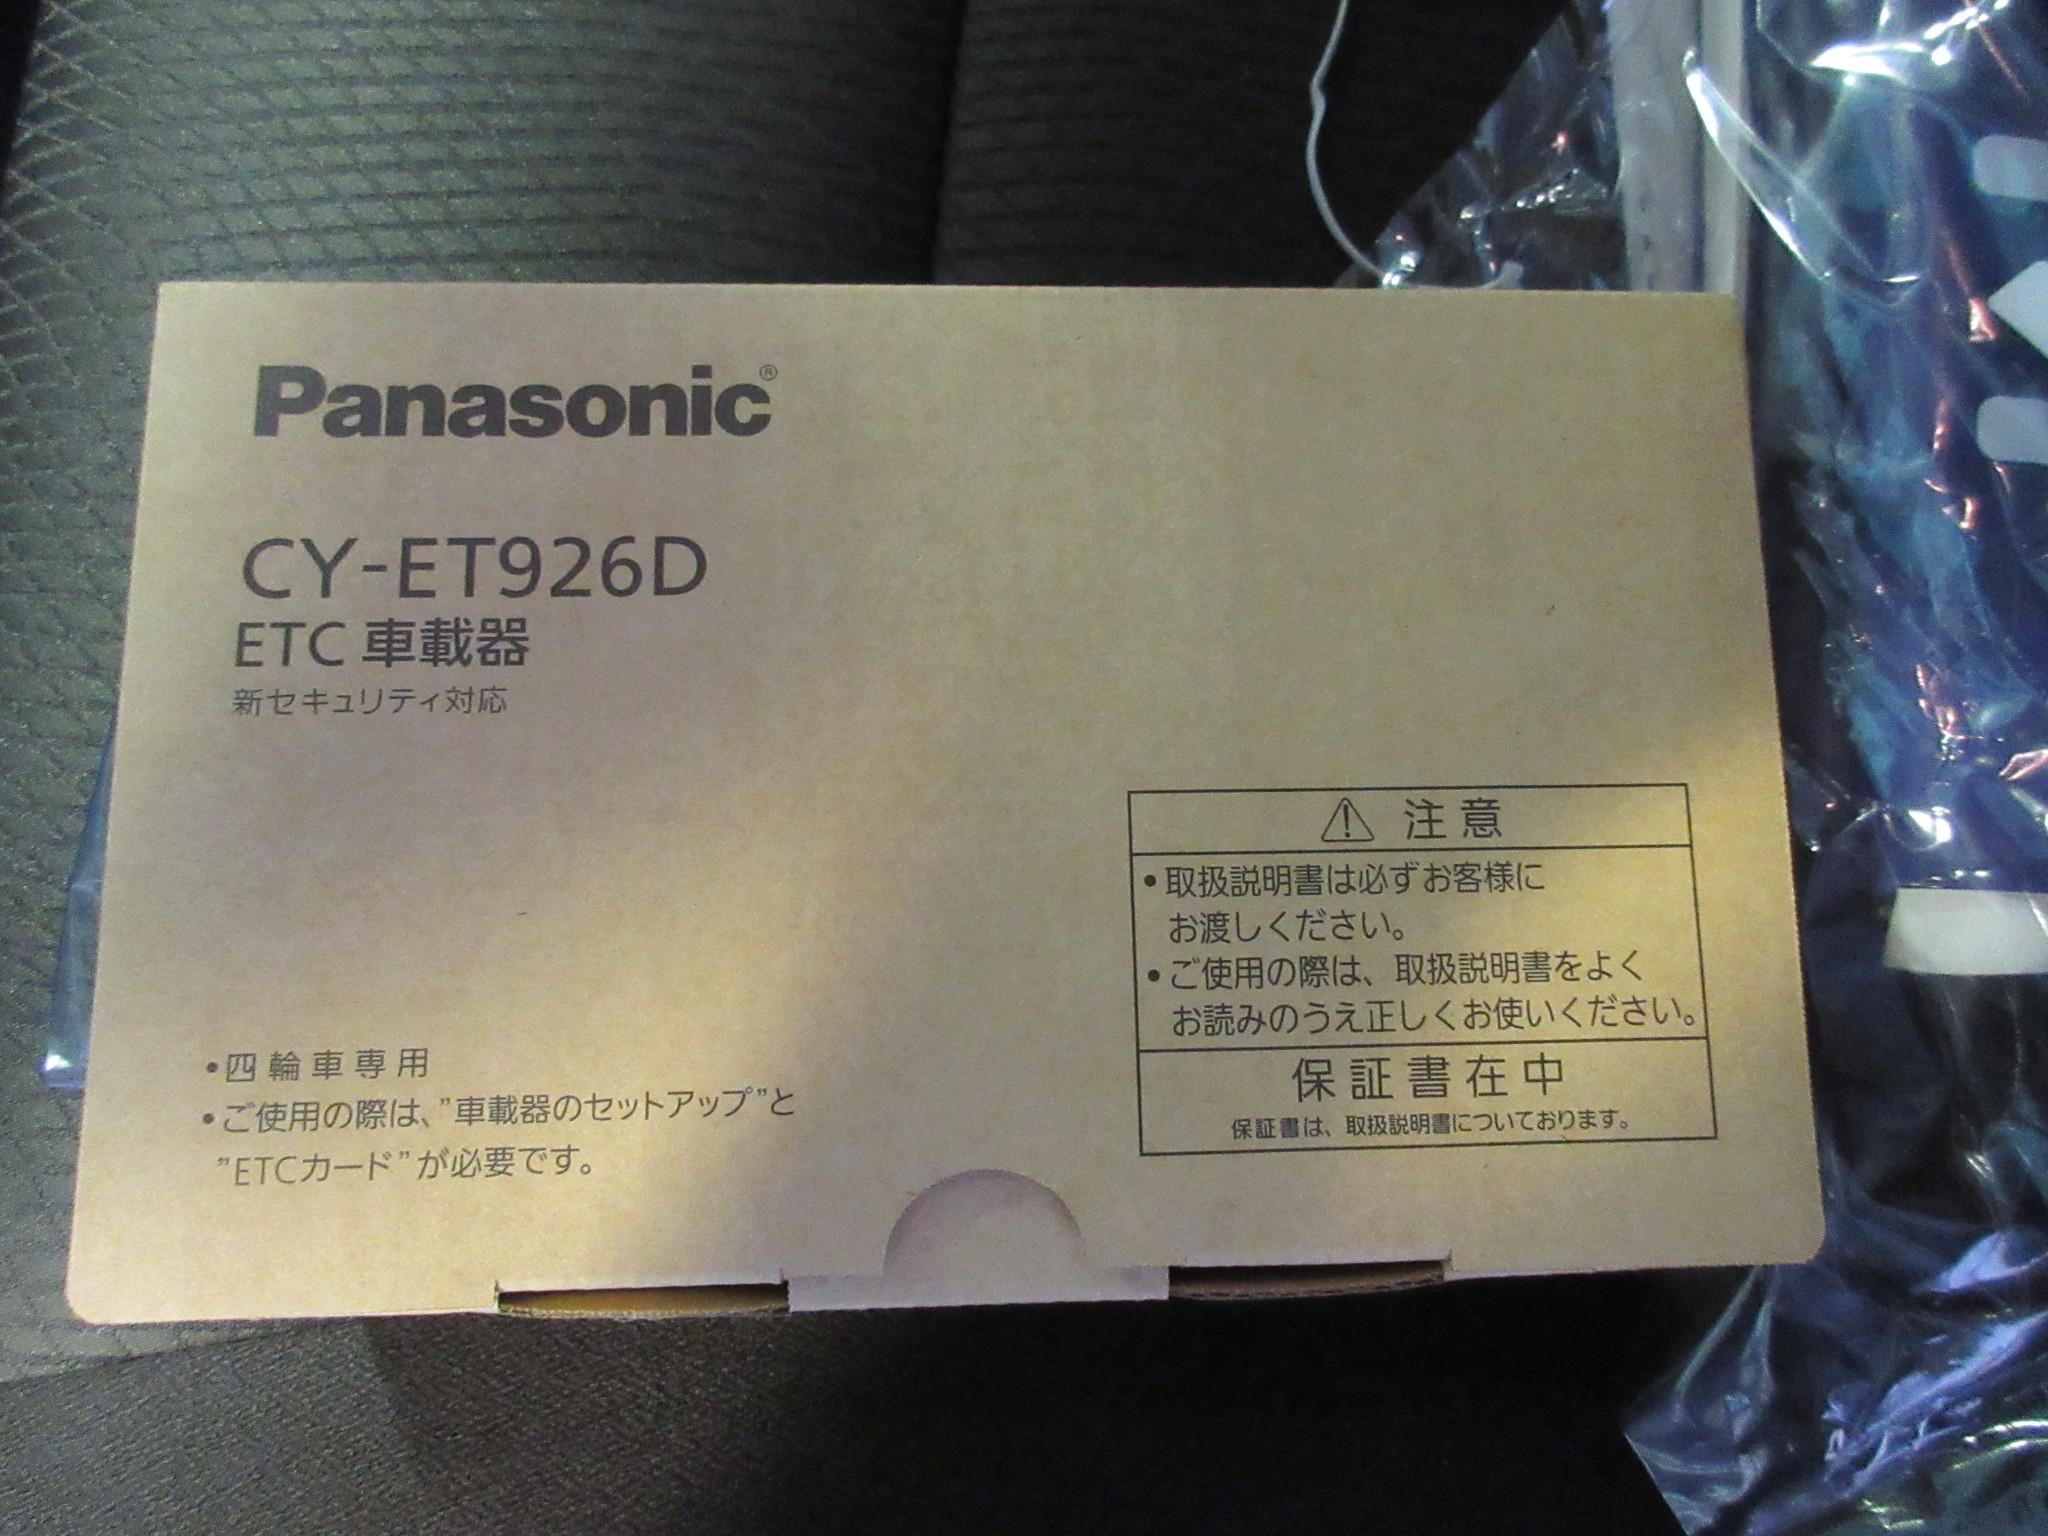 Panasonic®
CY-ET926D
ETC 車載器
新セキュリティ対応
⚠ 注意
•取扱説明書は必ずお客様に
お渡しください。
•ご使用の際は、取扱説明書をよく
お読みのうえ正しくお使いください。
保証書在中
保証書は、取扱説明書についております。
•四輪車専用
•ご使用の際は、”車載器のセットアップ”と
”ETCカード”が必要です。